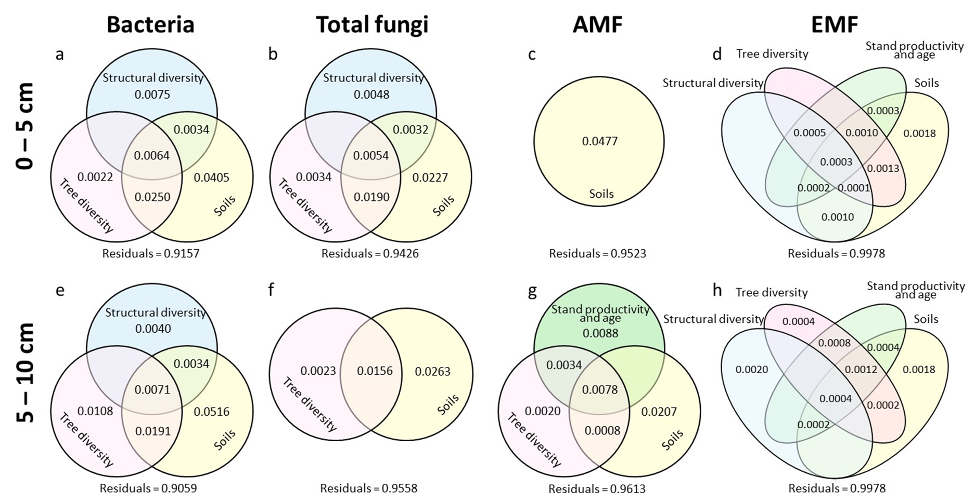 Bacteria
Total fungi
AMF
EMF
0 – 5 cm
a
Structural diversity
0.0075
0.0034
0.0064
0.0022
0.0405
0.0250
Tree diversity
Soils
Residuals = 0.9157
b
Structural diversity
0.0048
0.0032
0.0054
0.0034
0.0227
0.0190
Tree diversity
Soils
Residuals = 0.9426
c
0.0477
Soils
Residuals = 0.9523
d
Tree diversity
Stand productivity
and age
Structural diversity
Soils
0.0003
0.0005
0.0010
0.0018
0.0003
0.0013
0.0002
0.0001
0.0010
Residuals = 0.9978
5 – 10 cm
e
Structural diversity
0.0040
0.0034
0.0071
0.0108
0.0516
0.0191
Tree diversity
Soils
Residuals = 0.9059
f
0.0023
0.0156
0.0263
Tree diversity
Soils
Residuals = 0.9558
g
Stand productivity
and age
0.0088
0.0034
0.0078
0.0020
0.0207
0.0008
Tree diversity
Soils
Residuals = 0.9613
h
Tree diversity
Stand productivity
and age
Structural diversity
Soils
0.0004
0.0008
0.0004
0.0020
0.0012
0.0018
0.0004
0.0002
0.0002
Residuals = 0.9978